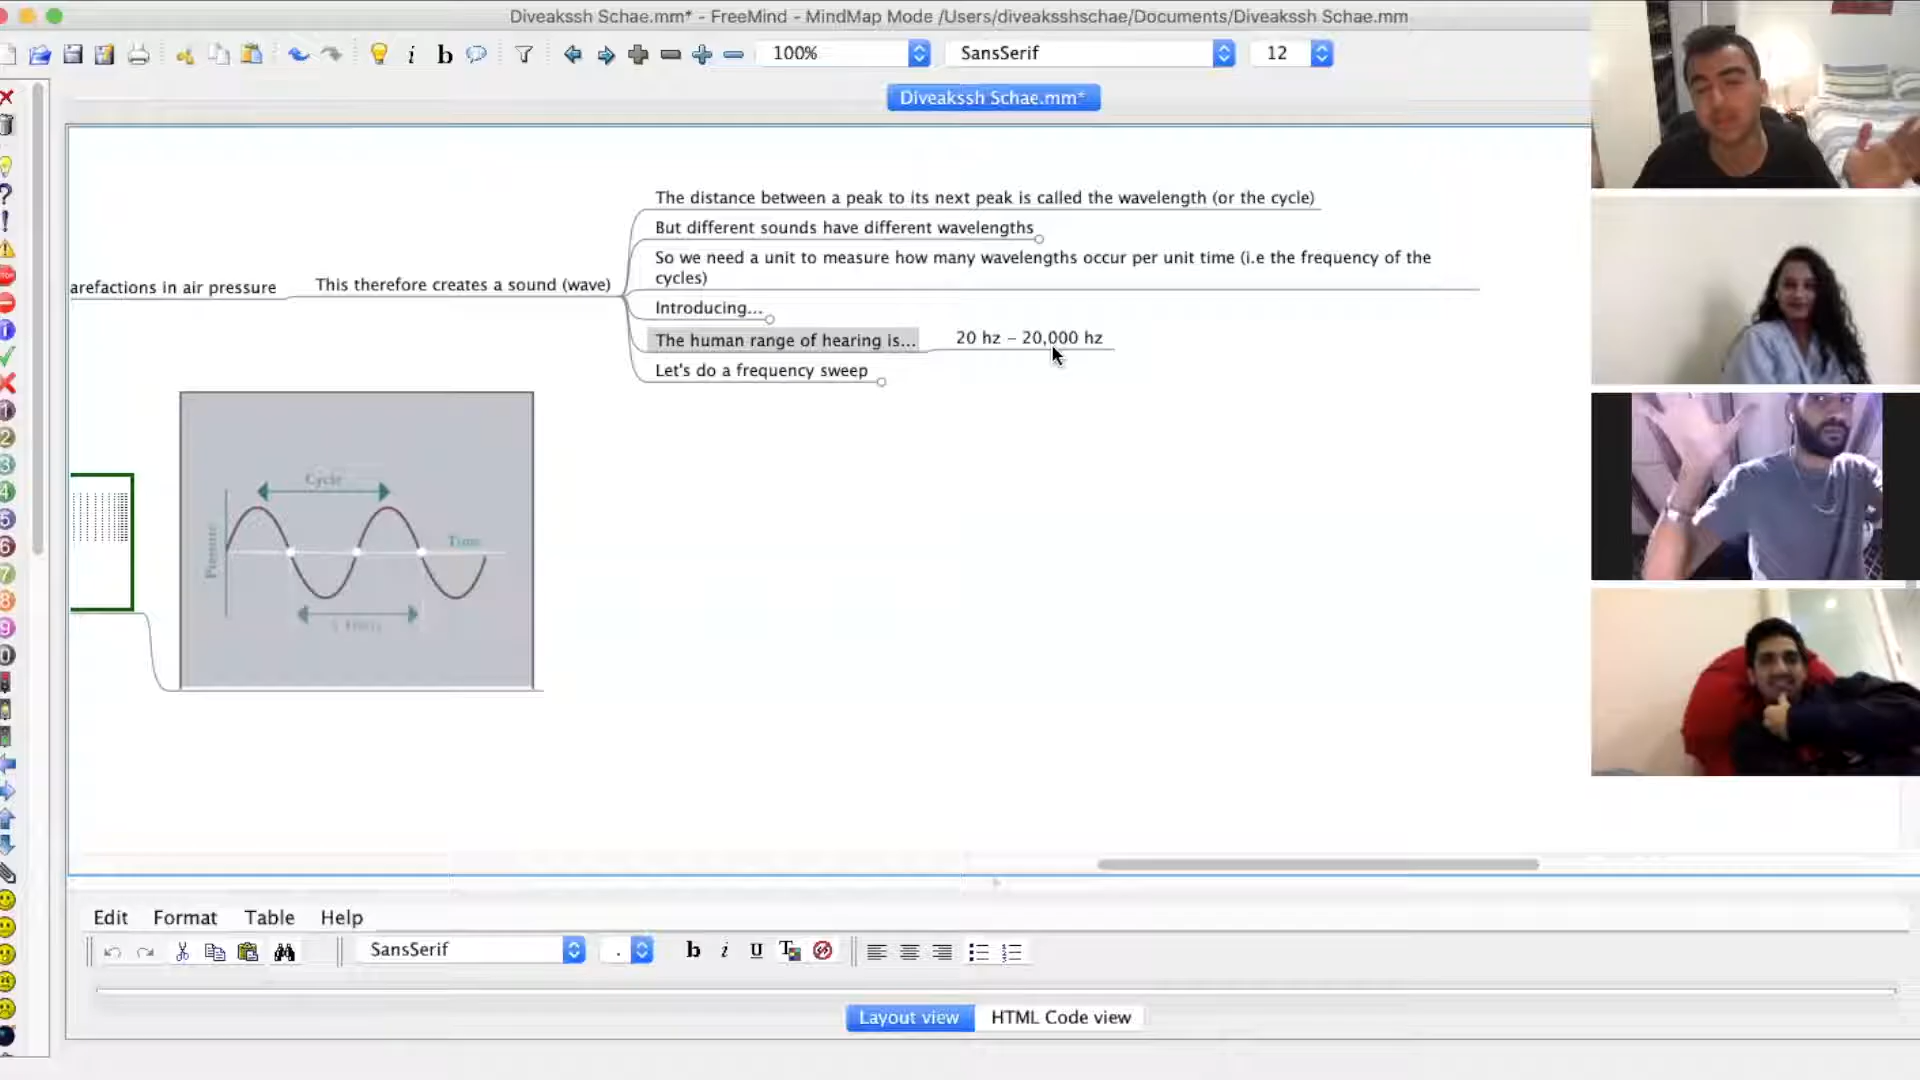 Diveakssh Schae.mm* - FreeMind - MindMap Mode /Users/diveaksshschae/Documents/Diveakssh Schae.mm
100%
SansSerif
12
Diveakssh Schae.mm*
The distance between a peak to its next peak is called the wavelength (or the cycle)
But different sounds have different wavelengths
So we need a unit to measure how many wavelengths occur per unit time (i.e the frequency of the
cycles)
arefactions in air pressure
This therefore creates a sound (wave)
Introducing...
The human range of hearing is...
20 hz – 20,000 hz
Let's do a frequency sweep
Cycle
Time
Pressure
Edit
Format
Table
Help
SansSerif
.
b
i
U
Layout view
HTML Code view